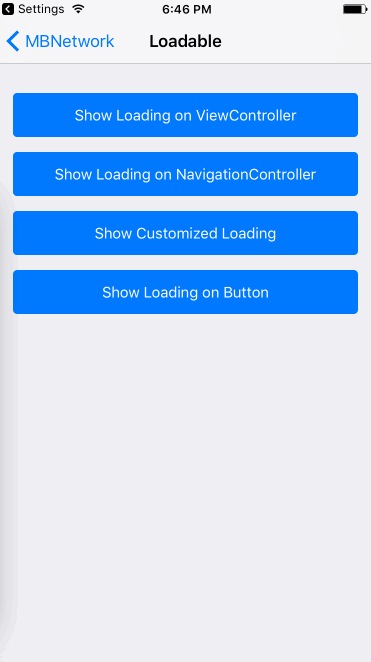 Settings 6:46 PM
MBNetwork Loadable
Show Loading on ViewController
Show Loading on NavigationController
Show Customized Loading
Show Loading on Button